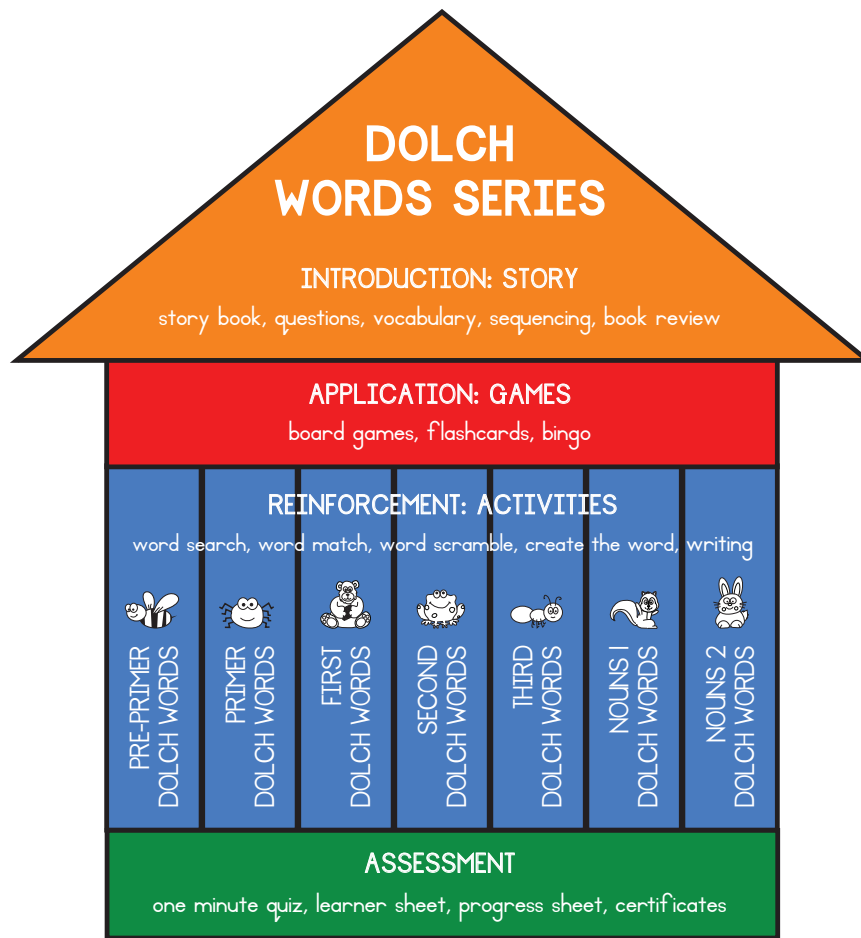 DOLCH
WORDS SERIES
INTRODUCTION: STORY
story book, questions, vocabulary, sequencing, book review
APPLICATION: GAMES
board games, flashcards, bingo
REINFORCEMENT: ACTIVITIES
word search, word match, word scramble, create the word, writing
PRE-PRIMER
DOLCH WORDS
PRIMER
DOLCH WORDS
FIRST
DOLCH WORDS
SECOND
DOLCH WORDS
THIRD
DOLCH WORDS
NOUNS 1
DOLCH WORDS
NOUNS 2
DOLCH WORDS
ASSESSMENT
one minute quiz, learner sheet, progress sheet, certificates